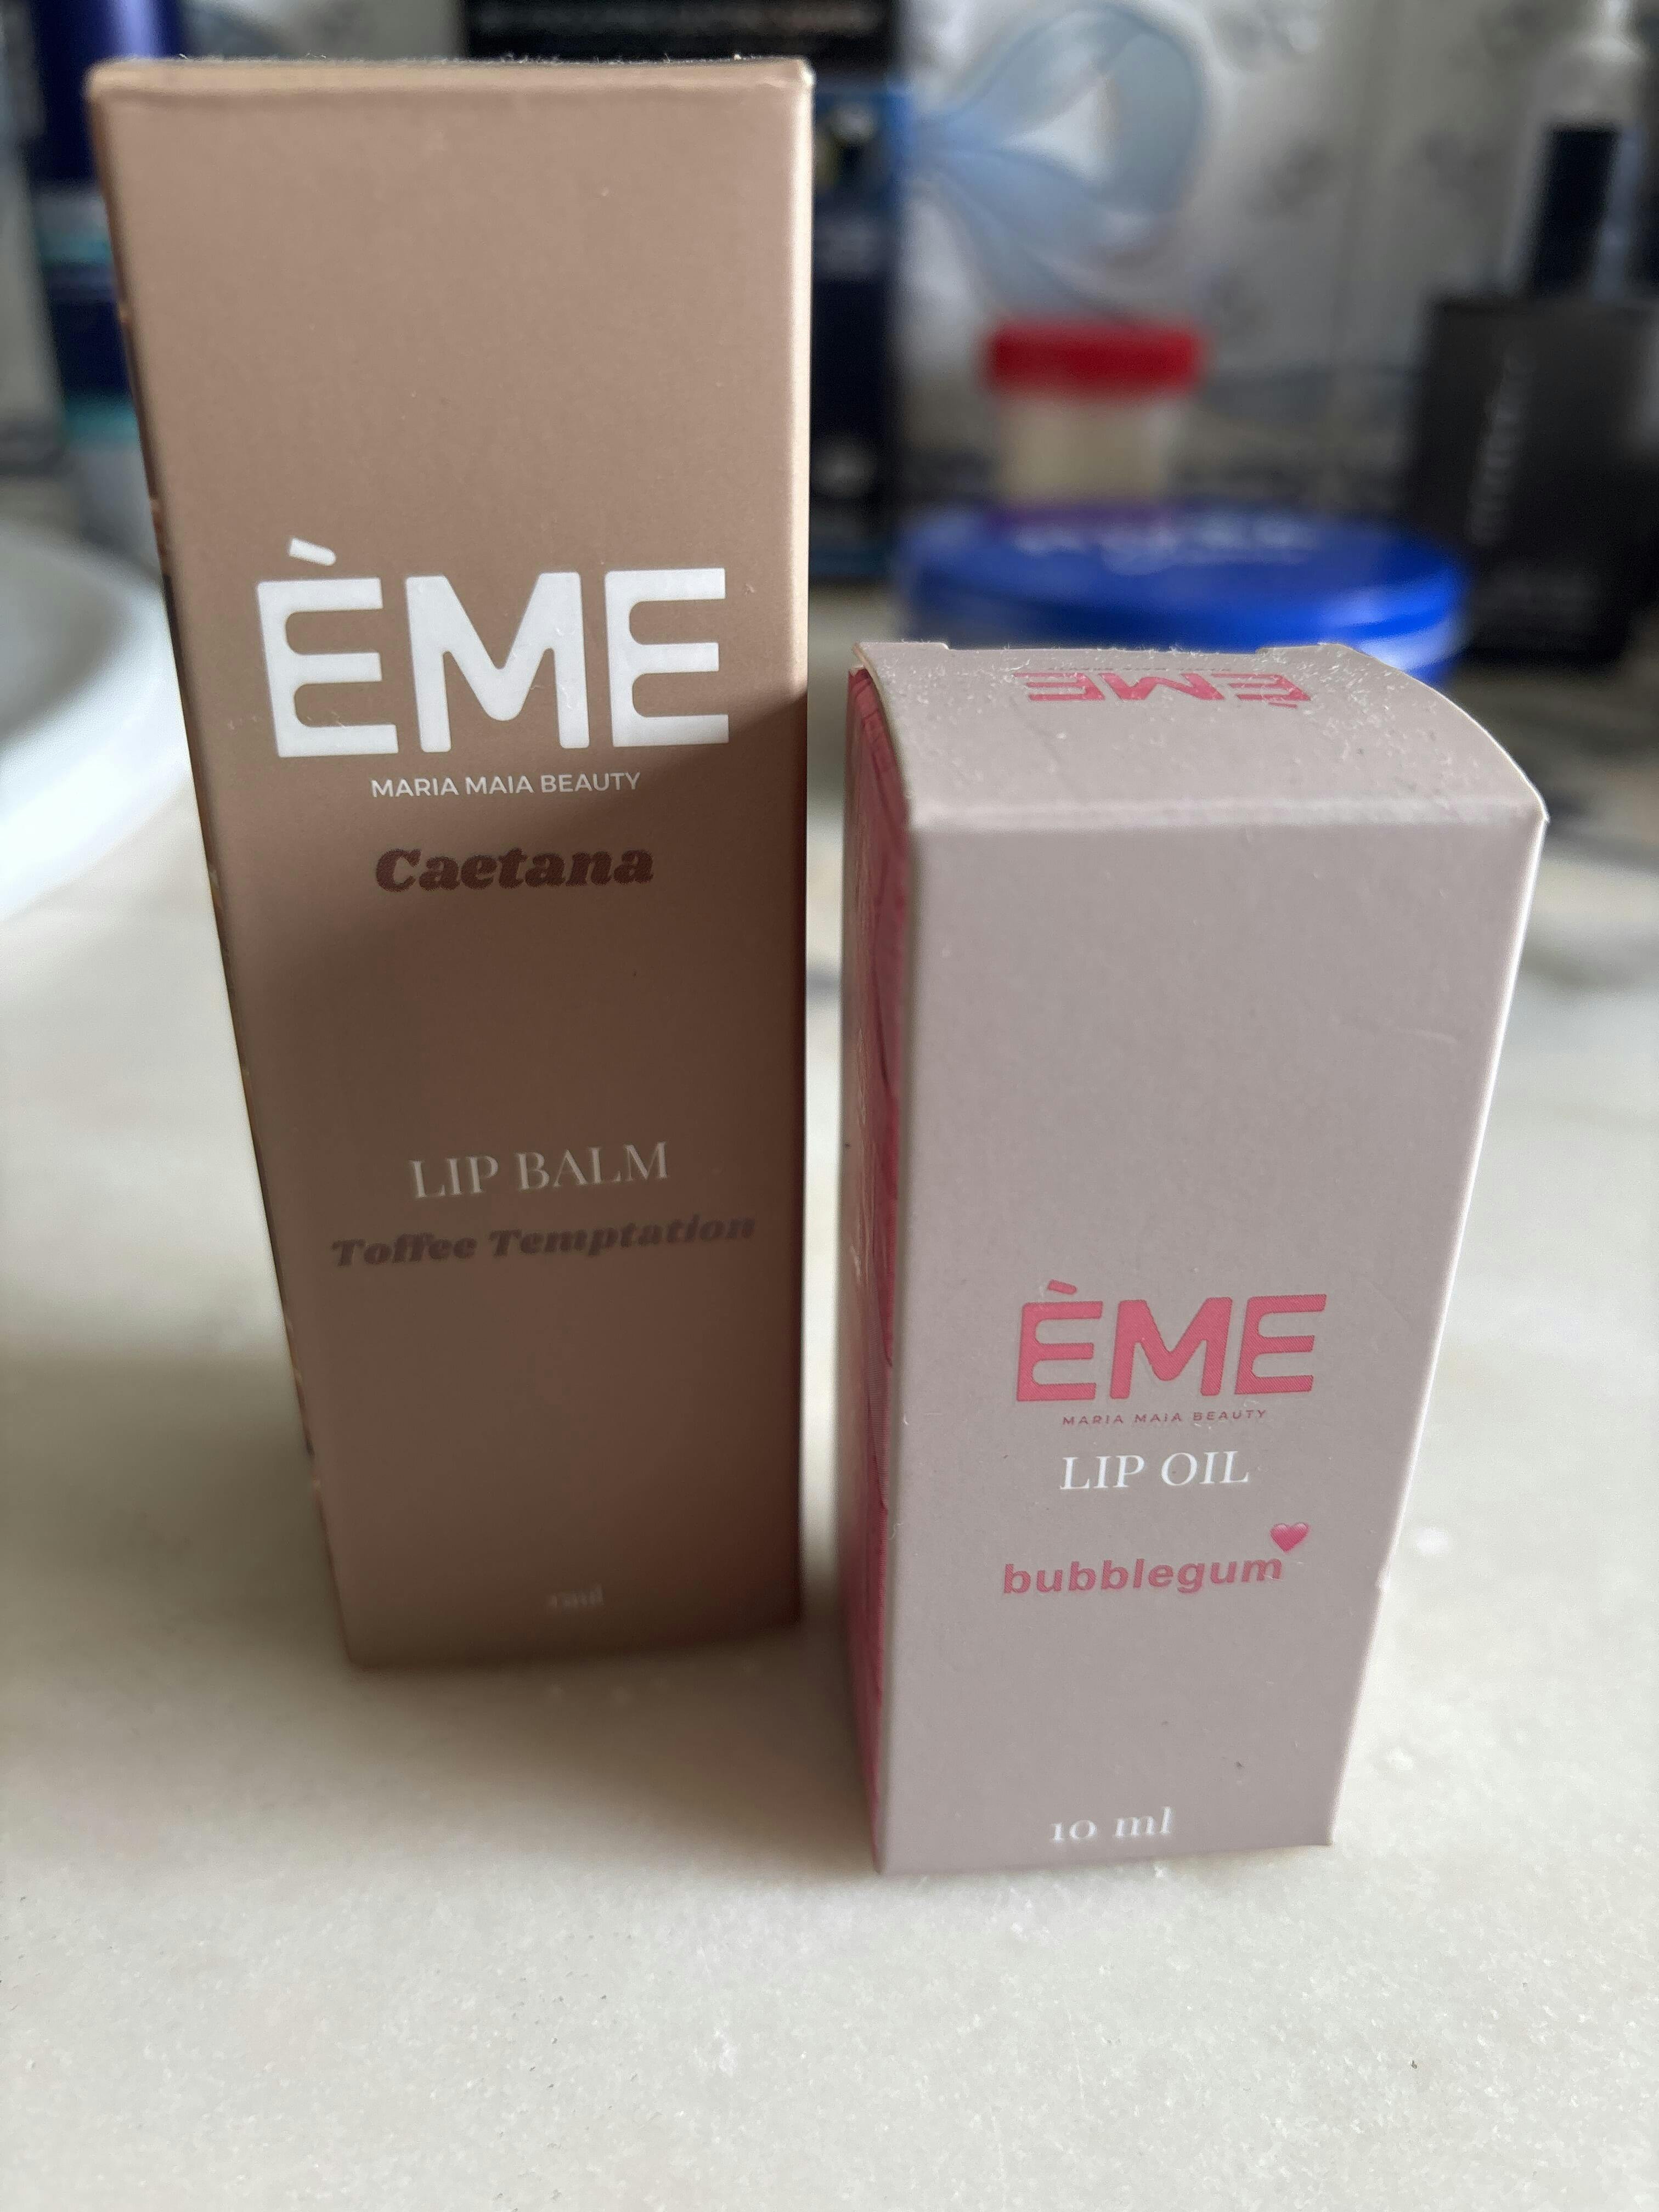 ÈME
MARIA MAIA BEAUTY
Caetana
LIP BALM
Toffee Temptation
ÈME
ÈME
MARIA MAIA BEAUTY
LIP OIL
bubblegum
10 ml